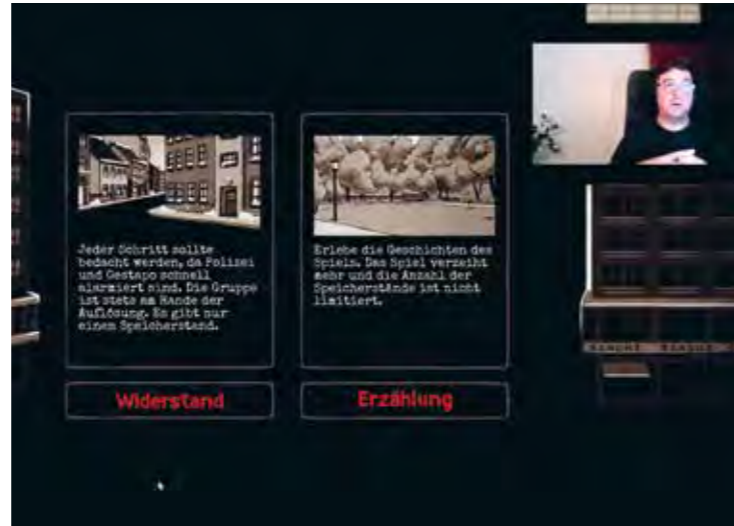 Jeder Schritt sollte
bedacht werden, da Polizei
und Gestapo schnell
alarmiert sind. Die Gruppe
ist stets am Rande der
Auflösung. Es gibt nur
einen Speicherstand.
Widerstand
Erlebe die Geschichten des
Spiels. Das Spiel verzeiht
mehr und die Anzahl der
Speicherstände ist nicht
limitiert.
Erzählung